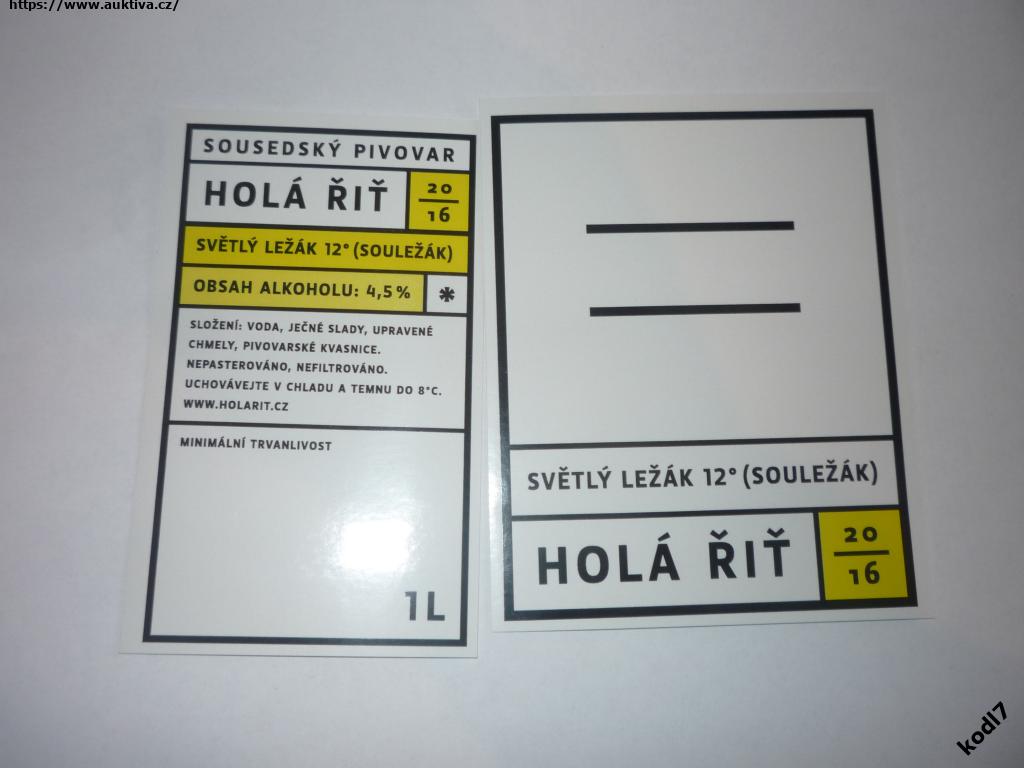 https://www.auktiva.cz/
SOUSEDSKÝ PIVOVAR
HOLÁ ŘIŤ
20
16
SVĚTLÝ LEŽÁK 12° (SOULEŽÁK)
OBSAH ALKOHOLU: 4,5% *
SLOŽENÍ: VODA, JEČNÉ SLADY, UPRAVENÉ
CHMELY, PIVOVARSKÉ KVASNICE.
NEPASTEROVÁNO, NEFILTROVÁNO.
UCHOVÁVEJTE V CHLADU A TEMNU DO 8°C.
WWW.HOLARIT.CZ
MINIMÁLNÍ TRVANLIVOST
1L
SVĚTLÝ LEŽÁK 12° (SOULEŽÁK)
HOLÁ ŘIŤ
20
16
kodl7